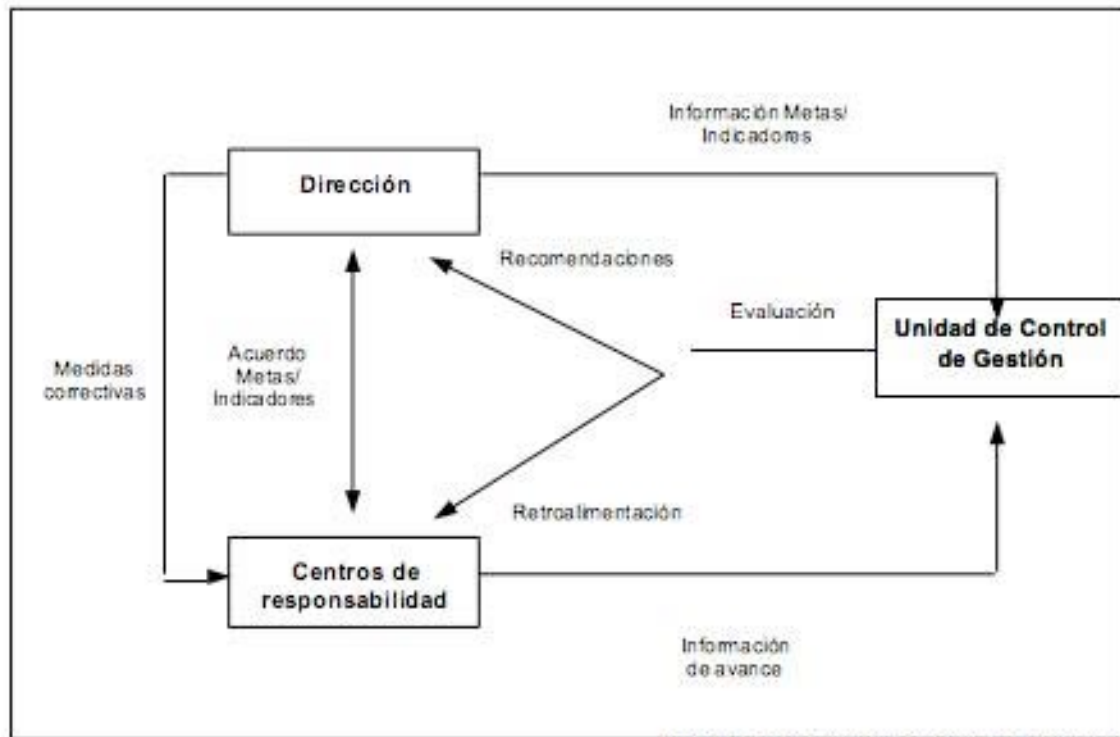 Información Metas/
Indicadores
Dirección
Recomendaciones
Evaluación
Unidad de Control
de Gestión
Medidas
correctivas
Acuerdo
Metas/
Indicadores
Retroalimentación
Centros de
responsabilidad
Información
de avance